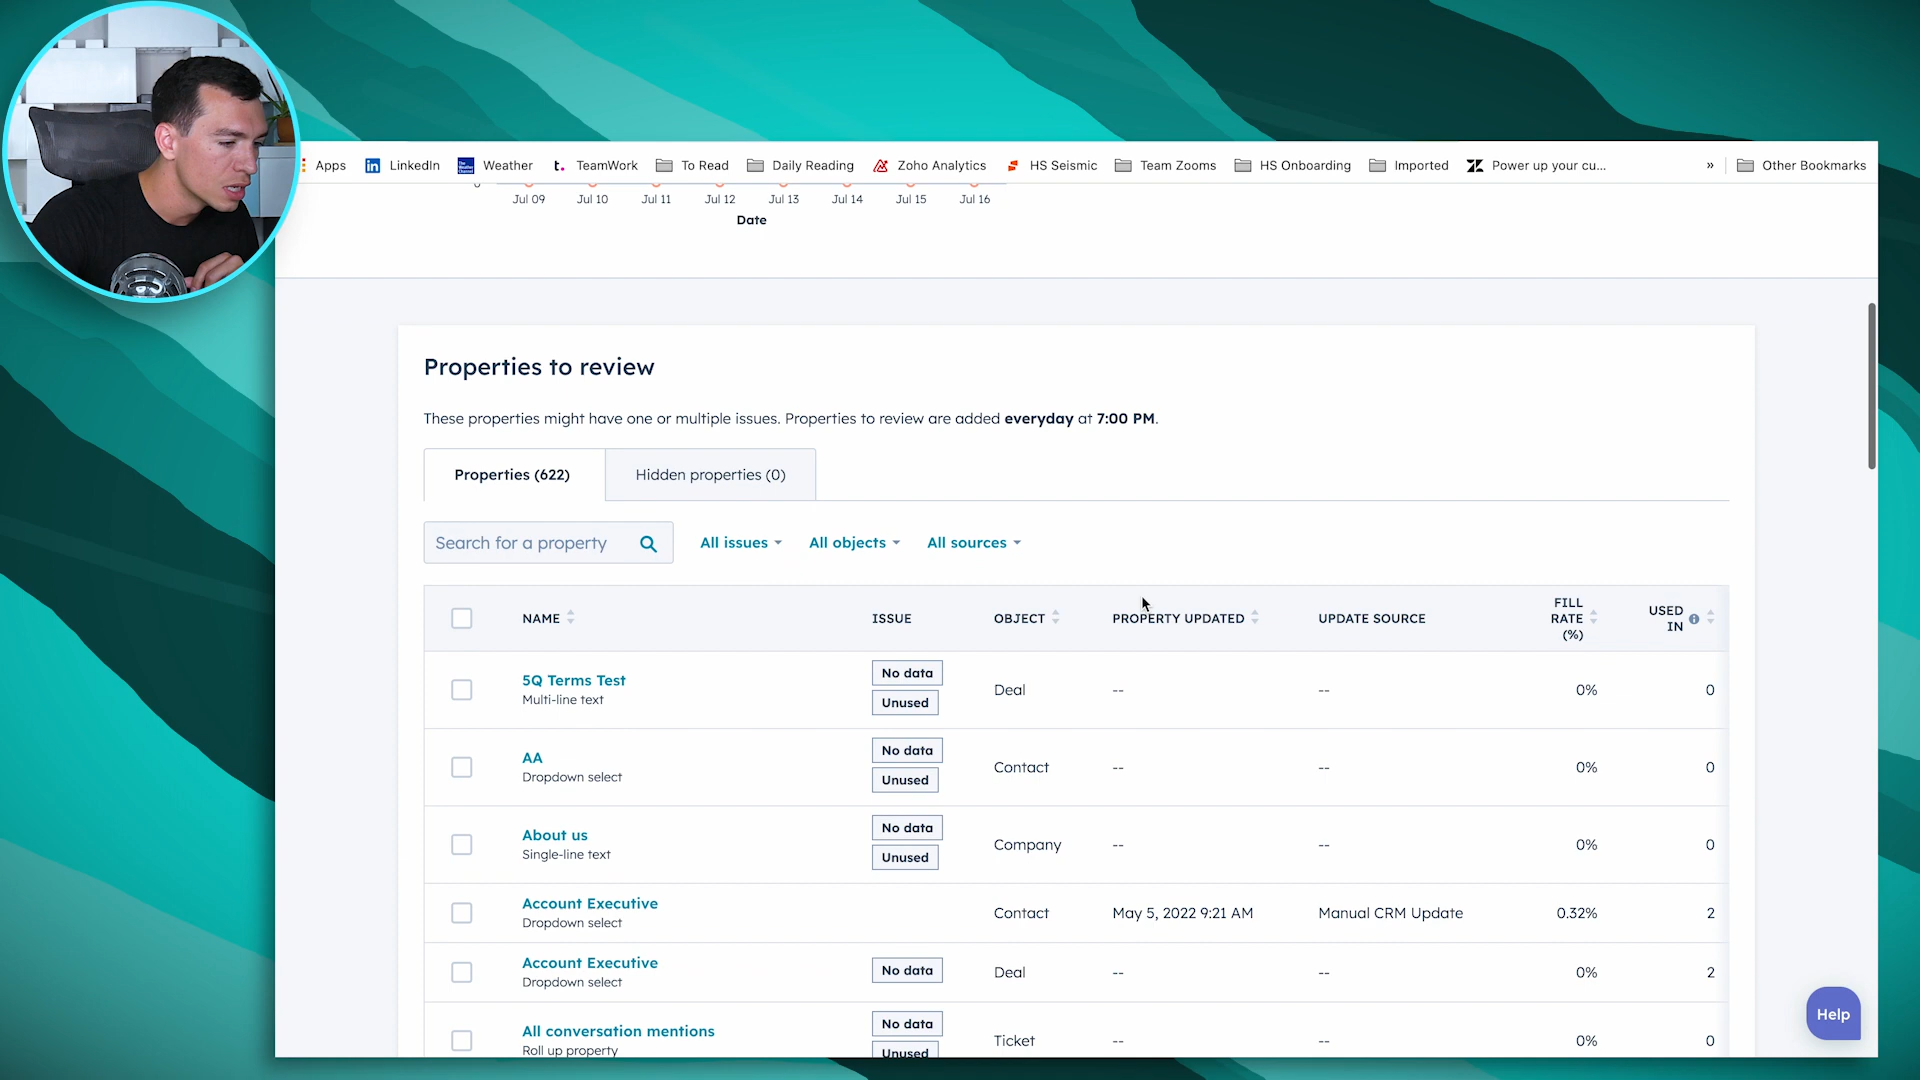 Apps LinkedIn Weather t. TeamWork To Read Daily Reading Zoho Analytics HS Seismic Team Zooms HS Onboarding Imported Power up your cu... » Other Bookmarks
Jul 09 Jul 10 Jul 11 Jul 12 Jul 13 Jul 14 Jul 15 Jul 16
Date
Properties to review
These properties might have one or multiple issues. Properties to review are added everyday at 7:00 PM.
Properties (622) Hidden properties (0)
Search for a property All issues All objects All sources
NAME ISSUE OBJECT PROPERTY UPDATED UPDATE SOURCE FILL RATE (%) USED IN
5Q Terms Test
Multi-line text
No data
Unused
Deal -- -- 0% 0
AA
Dropdown select
No data
Unused
Contact -- -- 0% 0
About us
Single-line text
No data
Unused
Company -- -- 0% 0
Account Executive
Dropdown select
Contact May 5, 2022 9:21 AM Manual CRM Update 0.32% 2
Account Executive
Dropdown select
No data
Deal -- -- 0% 2
All conversation mentions
Roll up property
No data
Unused
Ticket -- -- 0% 0
Help